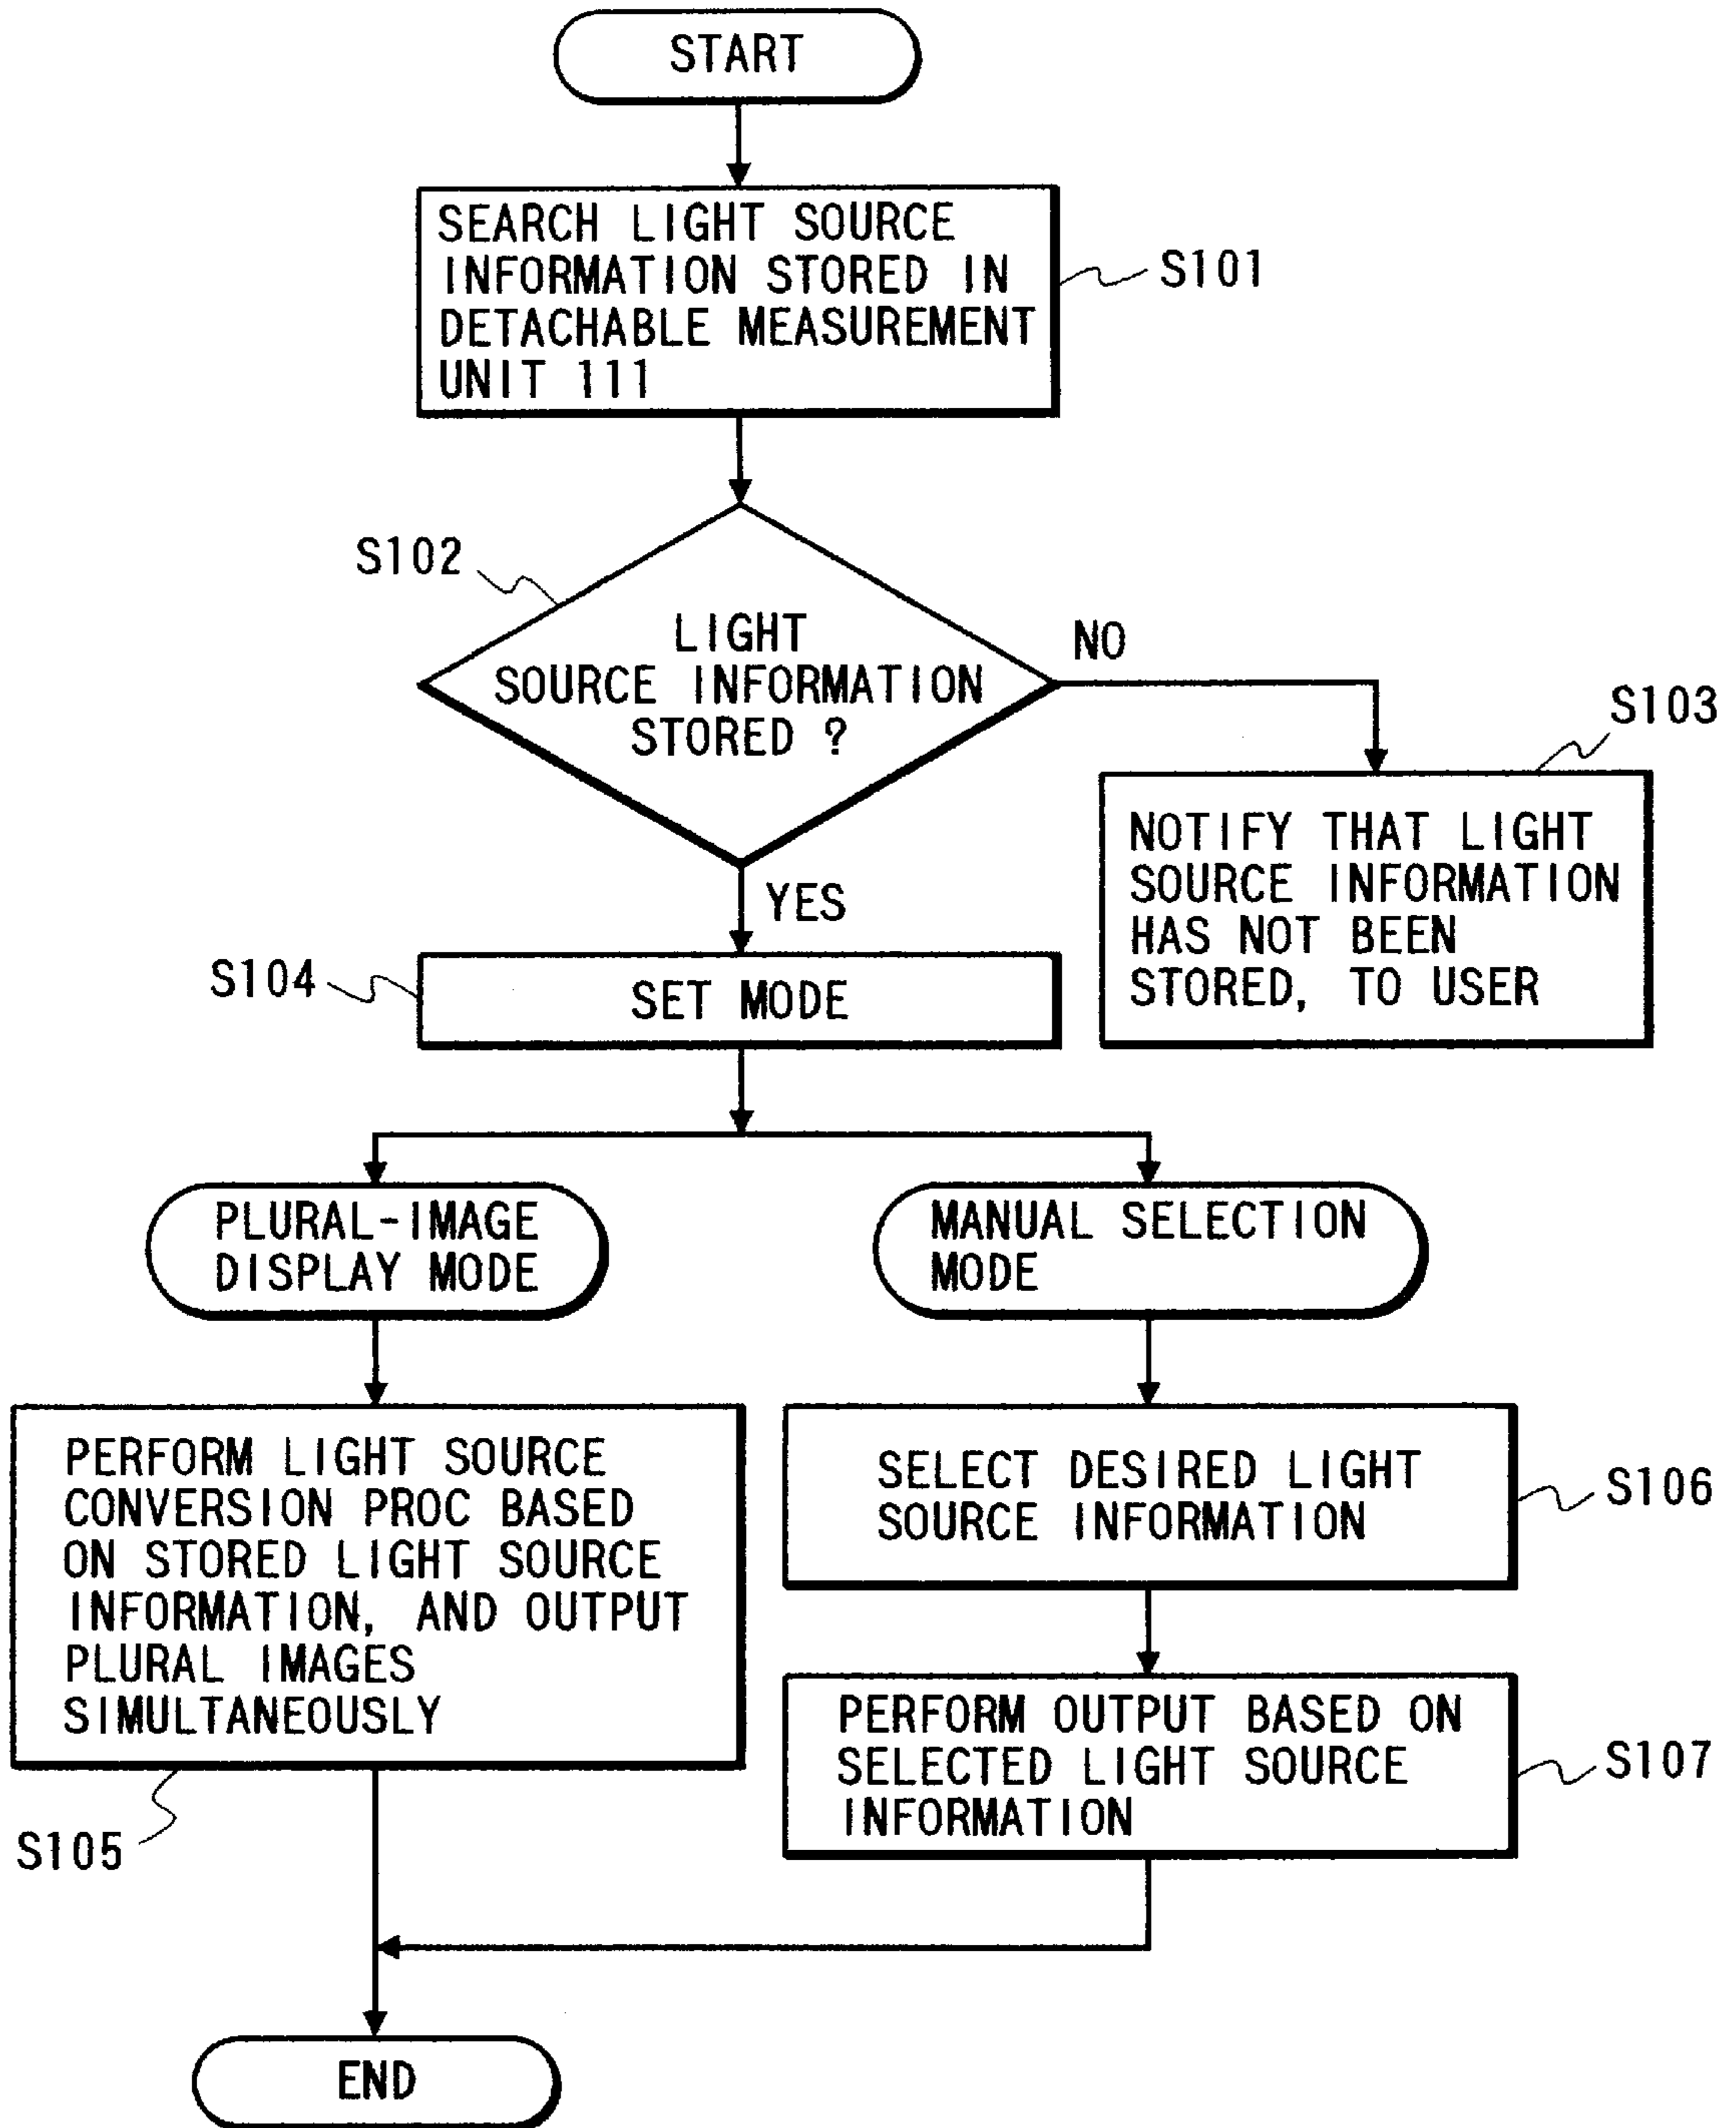 START
SEARCH LIGHT SOURCE
INFORMATION STORED IN
DETACHABLE MEASUREMENT
UNIT 111
S101
S102
LIGHT
SOURCE INFORMATION
STORED ?
NO
S103
NOTIFY THAT LIGHT
SOURCE INFORMATION
HAS NOT BEEN
STORED, TO USER
YES
S104
SET MODE
PLURAL-IMAGE
DISPLAY MODE
MANUAL SELECTION
MODE
PERFORM LIGHT SOURCE
CONVERSION PROC BASED
ON STORED LIGHT SOURCE
INFORMATION, AND OUTPUT
PLURAL IMAGES
SIMULTANEOUSLY
S105
SELECT DESIRED LIGHT
SOURCE INFORMATION
S106
PERFORM OUTPUT BASED ON
SELECTED LIGHT SOURCE
INFORMATION
S107
END